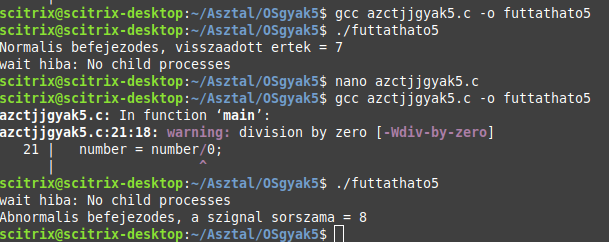 scitrix@scitrix-desktop:~/Asztal/OSgyak5$ gcc azctjjgyak5.c -o futtathato5
scitrix@scitrix-desktop:~/Asztal/OSgyak5$ ./futtathato5
Normalis befejezodes, visszaadott ertek = 7
wait hiba: No child processes
scitrix@scitrix-desktop:~/Asztal/OSgyak5$ nano azctjjgyak5.c
scitrix@scitrix-desktop:~/Asztal/OSgyak5$ gcc azctjjgyak5.c -o futtathato5
azctjjgyak5.c: In function ‘main’:
azctjjgyak5.c:21:18: warning: division by zero [-Wdiv-by-zero]
   21 |   number = number/0;
      |                  ^
scitrix@scitrix-desktop:~/Asztal/OSgyak5$ ./futtathato5
wait hiba: No child processes
Abnormalis befejezodes, a szignal sorszama = 8
scitrix@scitrix-desktop:~/Asztal/OSgyak5$